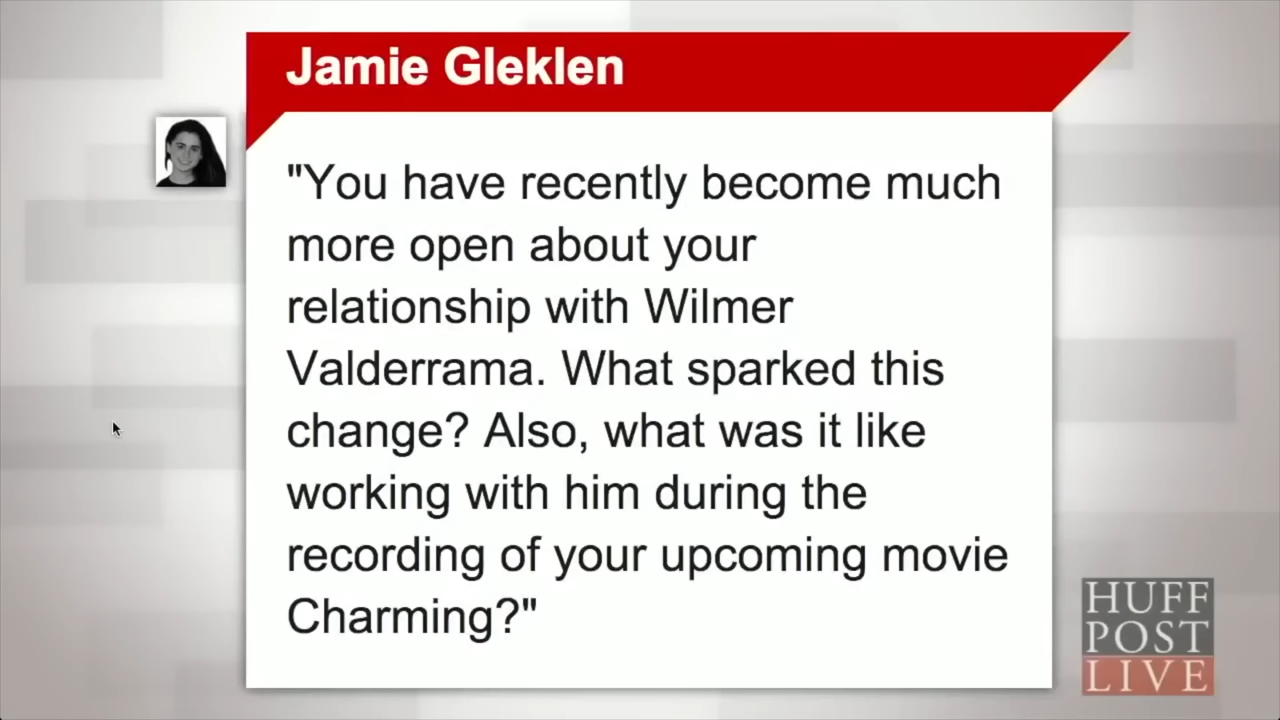 Jamie Gleklen
"You have recently become much
more open about your
relationship with Wilmer
Valderrama. What sparked this
change? Also, what was it like
working with him during the
recording of your upcoming movie
Charming?"
HUFF
POST
LIVE